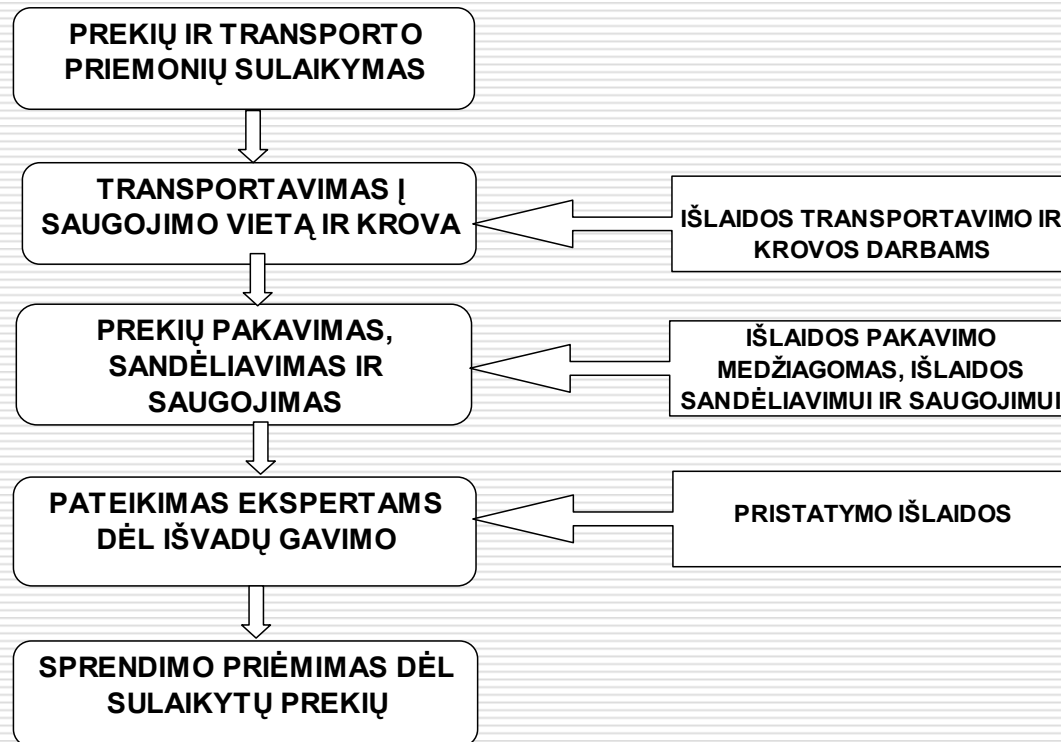 PREKIŲ IR TRANSPORTO
PRIEMONIŲ SULAIKYMAS
TRANSPORTAVIMAS Į
SAUGOJIMO VIETĄ IR KROVA
IŠLAIDOS TRANSPORTAVIMO IR
KROVOS DARBAMS
PREKIŲ PAKAVIMAS,
SANDĖLIAVIMAS IR
SAUGOJIMAS
IŠLAIDOS PAKAVIMO
MEDŽIAGOMAS, IŠLAIDOS
SANDĖLIAVIMUI IR SAUGOJIMUI
PATEIKIMAS EKSPERTAMS
DĖL IŠVADŲ GAVIMO
PRISTATYMO IŠLAIDOS
SPRENDIMO PRIĖMIMAS DĖL
SULAIKYTŲ PREKIŲ